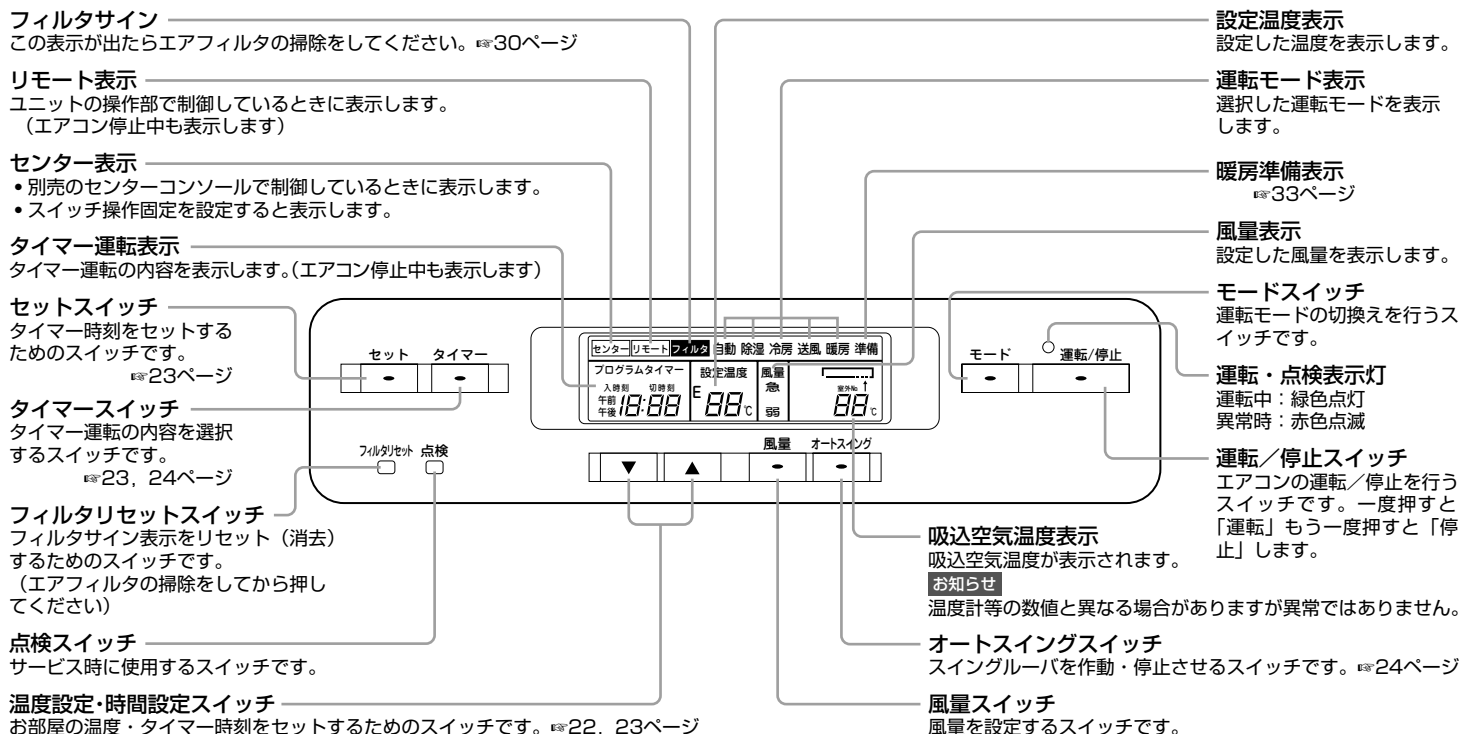 フィルタサイン
この表示が出たらエアフィルタの掃除をしてください。☞30ページ
リモート表示
ユニットの操作部で制御しているときに表示します。
（エアコン停止中も表示します）
センター表示
•別売のセンターコンソールで制御しているときに表示します。
•スイッチ操作固定を設定すると表示します。
タイマー運転表示
タイマー運転の内容を表示します。（エアコン停止中も表示します）
セットスイッチ
タイマー時刻をセットする
ためのスイッチです。
☞23ページ
タイマースイッチ
タイマー運転の内容を選択
するスイッチです。
☞23，24ページ
フィルタリセットスイッチ
フィルタサイン表示をリセット（消去）
するためのスイッチです。
（エアフィルタの掃除をしてから押し
てください）
点検スイッチ
サービス時に使用するスイッチです。
温度設定・時間設定スイッチ
お部屋の温度・タイマー時刻をセットするためのスイッチです。☞22，23ページ
セット タイマー
フィルタリセット 点検
センター リモート フィルタ 自動 除湿 冷房 送風 暖房 準備
プログラムタイマー 設定温度 風量
入時刻 切時刻 急 室外No ↑
午前
午後 18:88 E 88℃ 弱 88℃
風量 オートスイング
▼ ▲
モード 運転/停止
設定温度表示
設定した温度を表示します。
運転モード表示
選択した運転モードを表示
します。
暖房準備表示
☞33ページ
風量表示
設定した風量を表示します。
モードスイッチ
運転モードの切換えを行うス
イッチです。
運転・点検表示灯
運転中：緑色点灯
異常時：赤色点滅
運転／停止スイッチ
エアコンの運転／停止を行う
スイッチです。一度押すと
「運転」もう一度押すと「停
止」します。
吸込空気温度表示
吸込空気温度が表示されます。
お知らせ
温度計等の数値と異なる場合がありますが異常ではありません。
オートスイングスイッチ
スイングルーバを作動・停止させるスイッチです。☞24ページ
風量スイッチ
風量を設定するスイッチです。